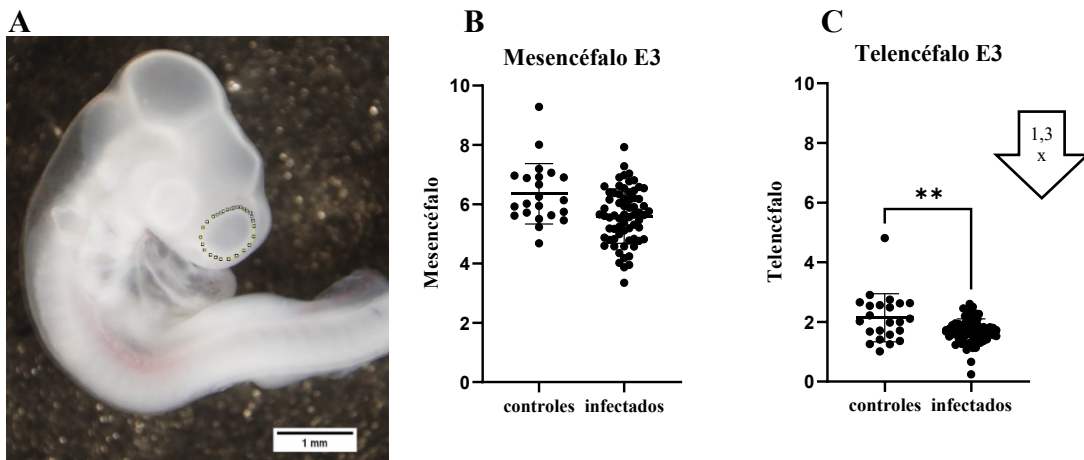 A
1 mm
B
Mesencéfalo E3
Mesencéfalo
10
8
6
4
2
0
controles infectados
C
Telencéfalo E3
Telencéfalo
10
8
6
4
2
0
**
1,3
x
controles infectados